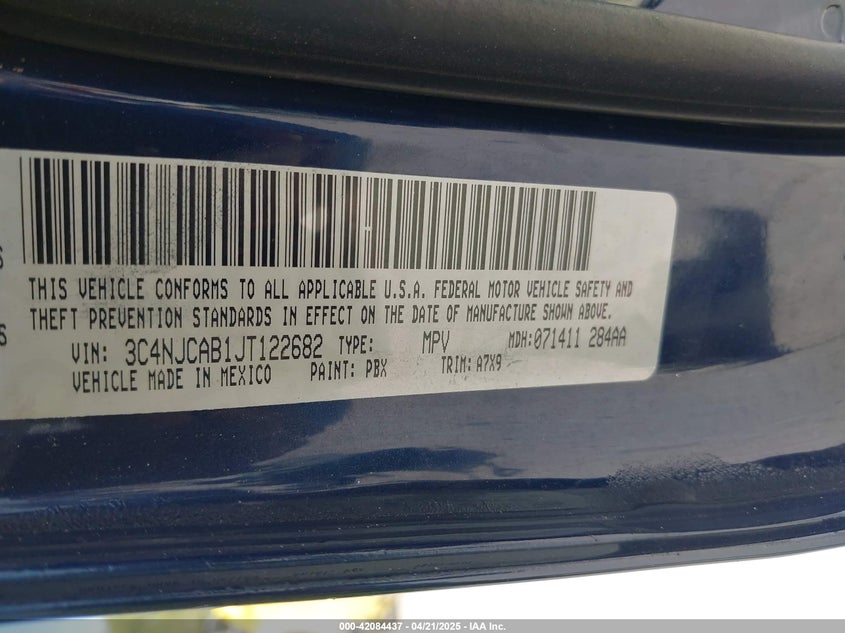 THIS VEHICLE CONFORMS TO ALL APPLICABLE U.S.A. FEDERAL MOTOR VEHICLE SAFETY AND
THEFT PREVENTION STANDARDS IN EFFECT ON THE DATE OF MANUFACTURE SHOWN ABOVE.
VIN: 3C4NJCAB1JT122682 TYPE: MPV MDH:071411 284AA
VEHICLE MADE IN MEXICO PAINT: PBX TRIM: A7X9
000-42084437 - 04/21/2025 - IAA Inc.